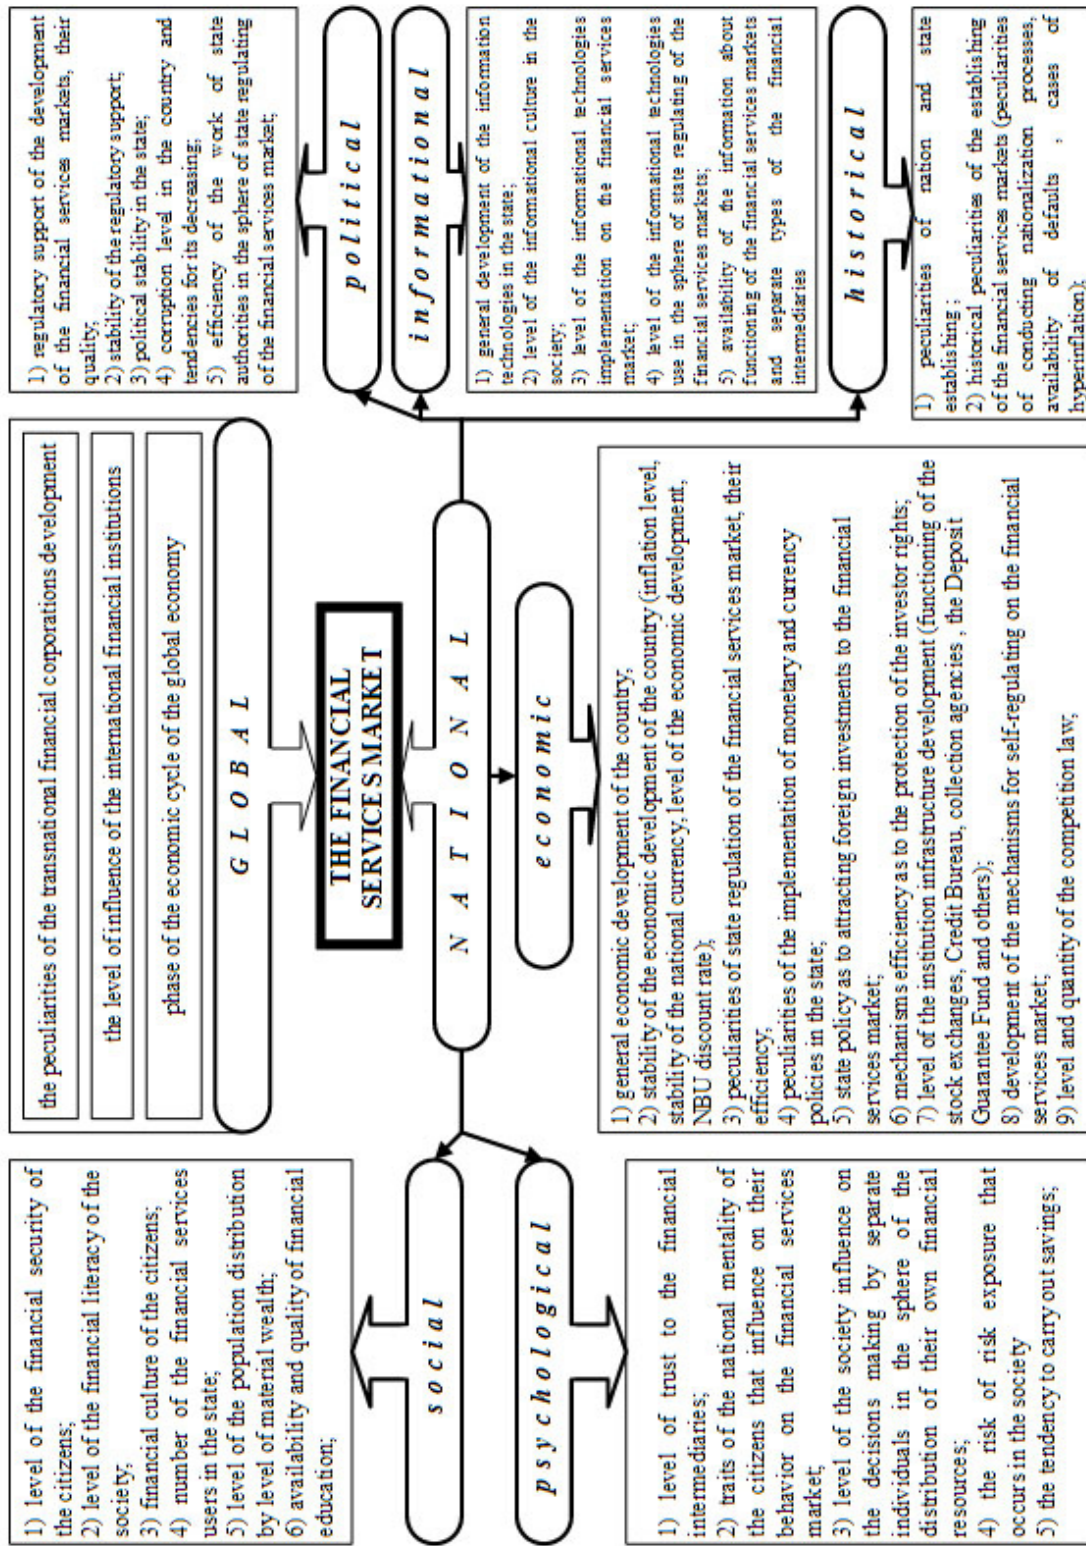 1) level of the financial security of
the citizens;
2) level of the financial literacy of the
society;
3) financial culture of the citizens;
4) number of the financial services
users in the state;
5) level of the population distribution
by level of material wealth;
6) availability and quality of financial
education;
social
psychological
1) level of trust to the financial
intermediaries;
2) traits of the national mentality of
the citizens that influence on their
behavior on the financial services
market;
3) level of the society influence on
the decisions making by separate
individuals in the sphere of the
distribution of their own financial
resources;
4) the risk of risk exposure that
occurs in the society
5) the tendency to carry out savings;
the peculiarities of the transnational financial corporations development
the level of influence of the international financial institutions
phase of the economic cycle of the global economy
GLOBAL
THE FINANCIAL
SERVICES MARKET
NATIONAL
economic
1) general economic development of the country;
2) stability of the economic development of the country (inflation level,
stability of the national currency, level of the economic development,
NBU discount rate);
3) peculiarities of state regulation of the financial services market, their
efficiency;
4) peculiarities of the implementation of monetary and currency
policies in the state;
5) state policy as to attracting foreign investments to the financial
services market;
6) mechanisms efficiency as to the protection of the investor rights;
7) level of the institution infrastructure development (functioning of the
stock exchanges, Credit Bureau, collection agencies , the Deposit
Guarantee Fund and others);
8) development of the mechanisms for self-regulating on the financial
services market;
9) level and quantity of the competition law;
1) regulatory support of the development
of the financial services markets, their
quality;
2) stability of the regulatory support;
3) political stability in the state;
4) corruption level in the country and
tendencies for its decreasing;
5) efficiency of the work of state
authorities in the sphere of state regulating
of the financial services market;
political
informational
1) general development of the information
technologies in the state;
2) level of the informational culture in the
society;
3) level of the informational technologies
implementation on the financial services
market;
4) level of the informational technologies
use in the sphere of state regulating of the
financial services markets;
5) availability of the information about
functioning of the financial services markets
and separate types of the financial
intermediaries
historical
1) peculiarities of nation and state
establishing ;
2) historical peculiarities of the establishing
of the financial services markets (peculiarities
of conducting nationalization processes,
availability of defaults , cases of
hyperinflation);